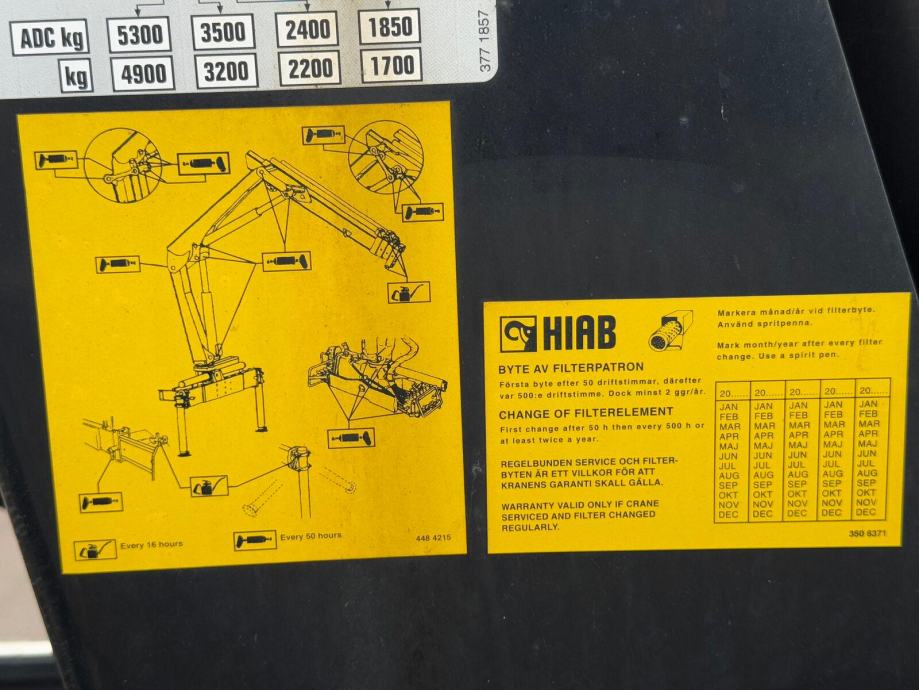 ADC kg 5300 3500 2400 1850
kg 4900 3200 2200 1700
377 1857
Every 16 hours
Every 50 hours
448 4215
HIAB
BYTE AV FILTERPATRON
Första byte efter 50 driftstimmar, därefter
var 500:e driftstimme. Dock minst 2 ggr/år.
CHANGE OF FILTERELEMENT
First change after 50 h then every 500 h or
at least twice a year.
REGELBUNDEN SERVICE OCH FILTER-
BYTEN ÄR ETT VILLKOR FÖR ATT
KRANENS GARANTI SKALL GÄLLA.
WARRANTY VALID ONLY IF CRANE
SERVICED AND FILTER CHANGED
REGULARLY.
Markera månad/år vid filterbyte.
Använd spritpenna.
Mark month/year after every filter
change. Use a spirit pen.
20...... 20...... 20...... 20...... 20......
JAN JAN JAN JAN JAN
FEB FEB FEB FEB FEB
MAR MAR MAR MAR MAR
APR APR APR APR APR
MAJ MAJ MAJ MAJ MAJ
JUN JUN JUN JUN JUN
JUL JUL JUL JUL JUL
AUG AUG AUG AUG AUG
SEP SEP SEP SEP SEP
OKT OKT OKT OKT OKT
NOV NOV NOV NOV NOV
DEC DEC DEC DEC DEC
350 6371